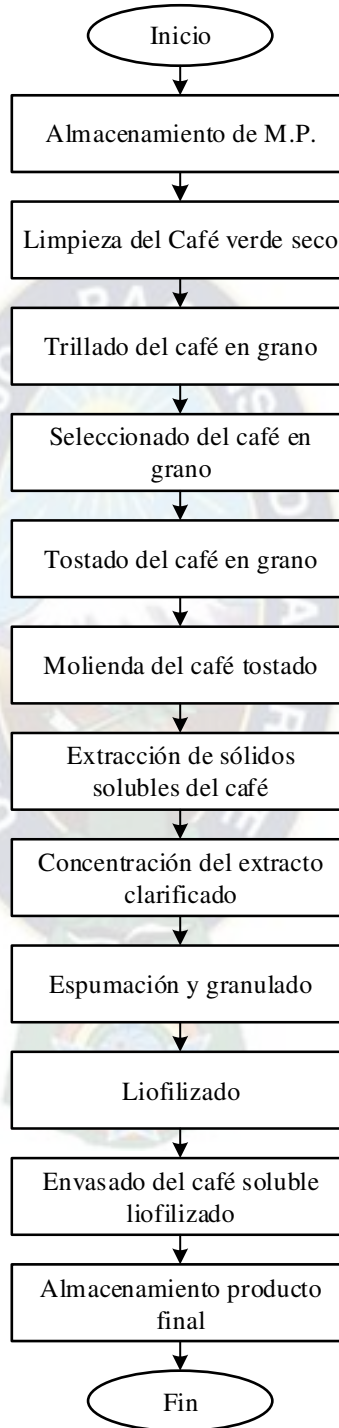 Inicio
Almacenamiento de M.P.
Limpieza del Café verde seco
Trillado del café en grano
Seleccionado del café en
grano
Tostado del café en grano
Molienda del café tostado
Extracción de sólidos
solubles del café
Concentración del extracto
clarificado
Espumación y granulado
Liofilizado
Envasado del café soluble
liofilizado
Almacenamiento producto
final
Fin